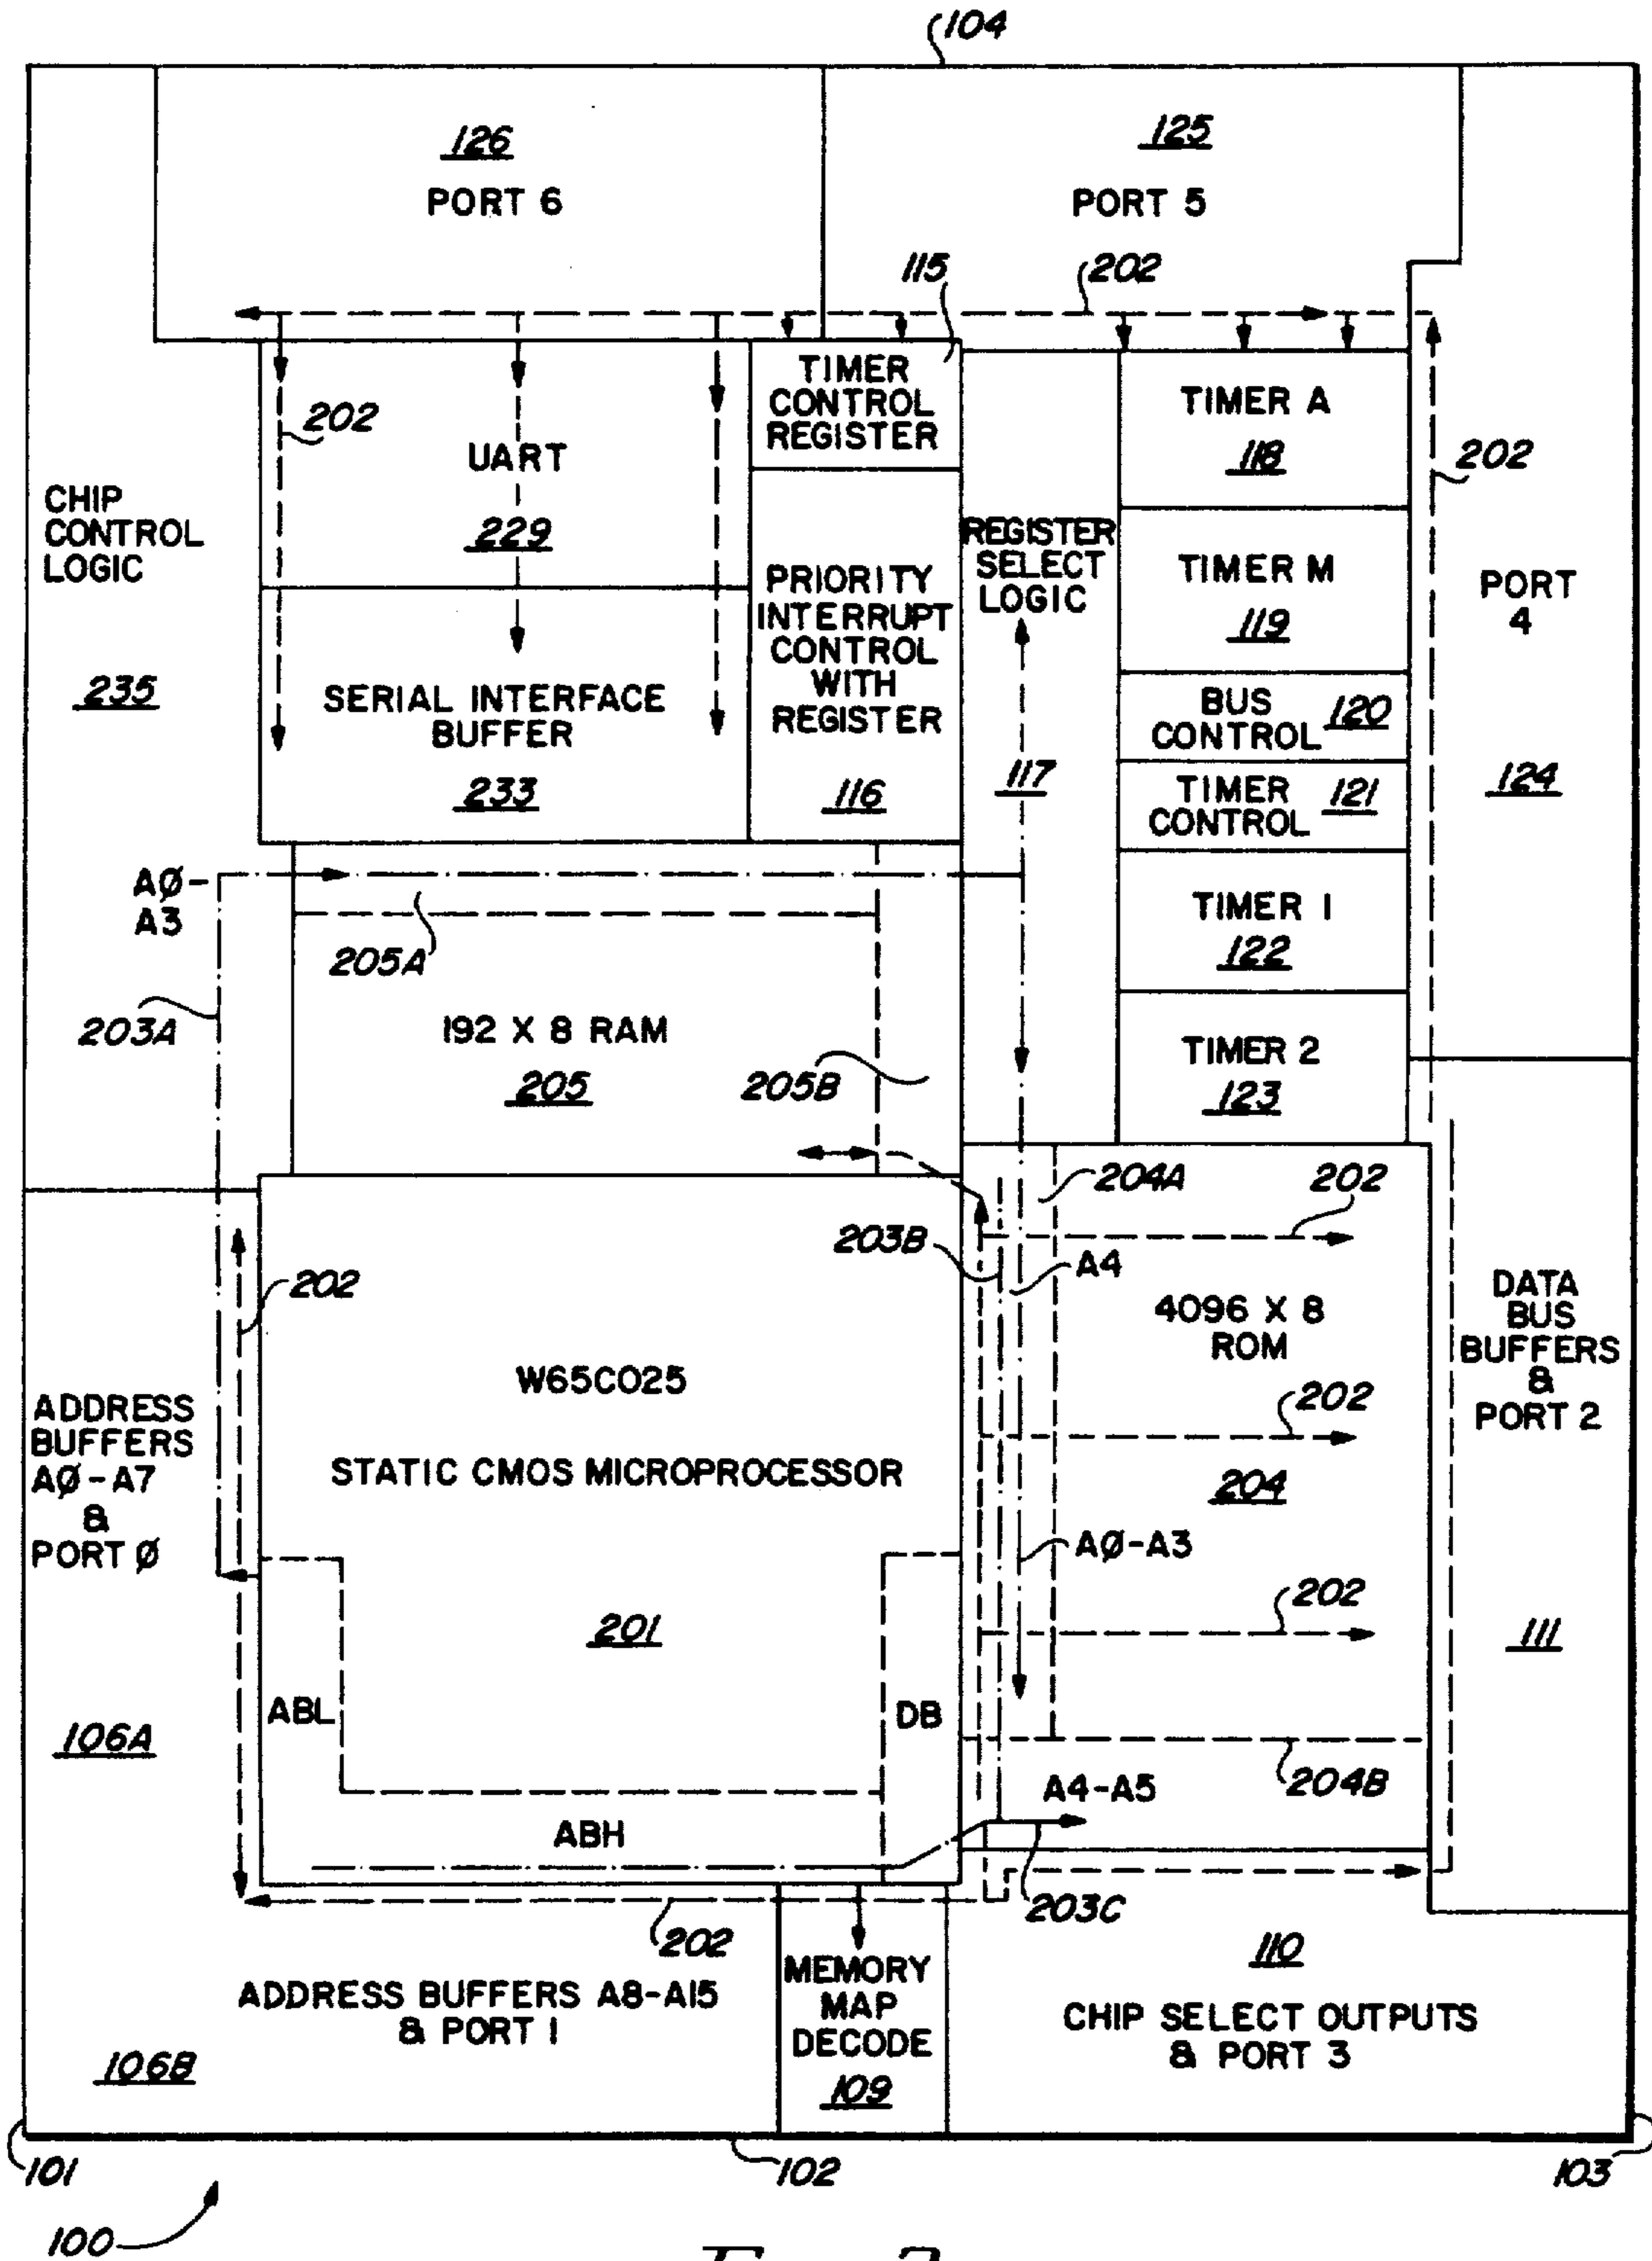 104
126
PORT 6
125
PORT 5
115
202
TIMER
CONTROL
REGISTER
TIMER A
118
202
202
UART
229
CHIP
CONTROL
LOGIC
235
REGISTER
SELECT
LOGIC
117
TIMER M
119
PORT
4
124
PRIORITY
INTERRUPT
CONTROL
WITH
REGISTER
116
SERIAL INTERFACE
BUFFER
233
BUS
CONTROL
120
TIMER
CONTROL
121
AØ-
A3
205A
TIMER 1
122
203A
192 X 8 RAM
205
205B
TIMER 2
123
204A
202
203B
A4
202
4096 X 8
ROM
DATA
BUS
BUFFERS
&
PORT 2
W65CO25
STATIC CMOS MICROPROCESSOR
202
204
ADDRESS
BUFFERS
AØ-A7
&
PORT Ø
AØ-A3
202
201
111
ABL
DB
106A
204B
A4-A5
ABH
203C
202
110
ADDRESS BUFFERS A8-A15
& PORT 1
MEMORY
MAP
DECODE
109
CHIP SELECT OUTPUTS
& PORT 3
106B
101
102
103
100